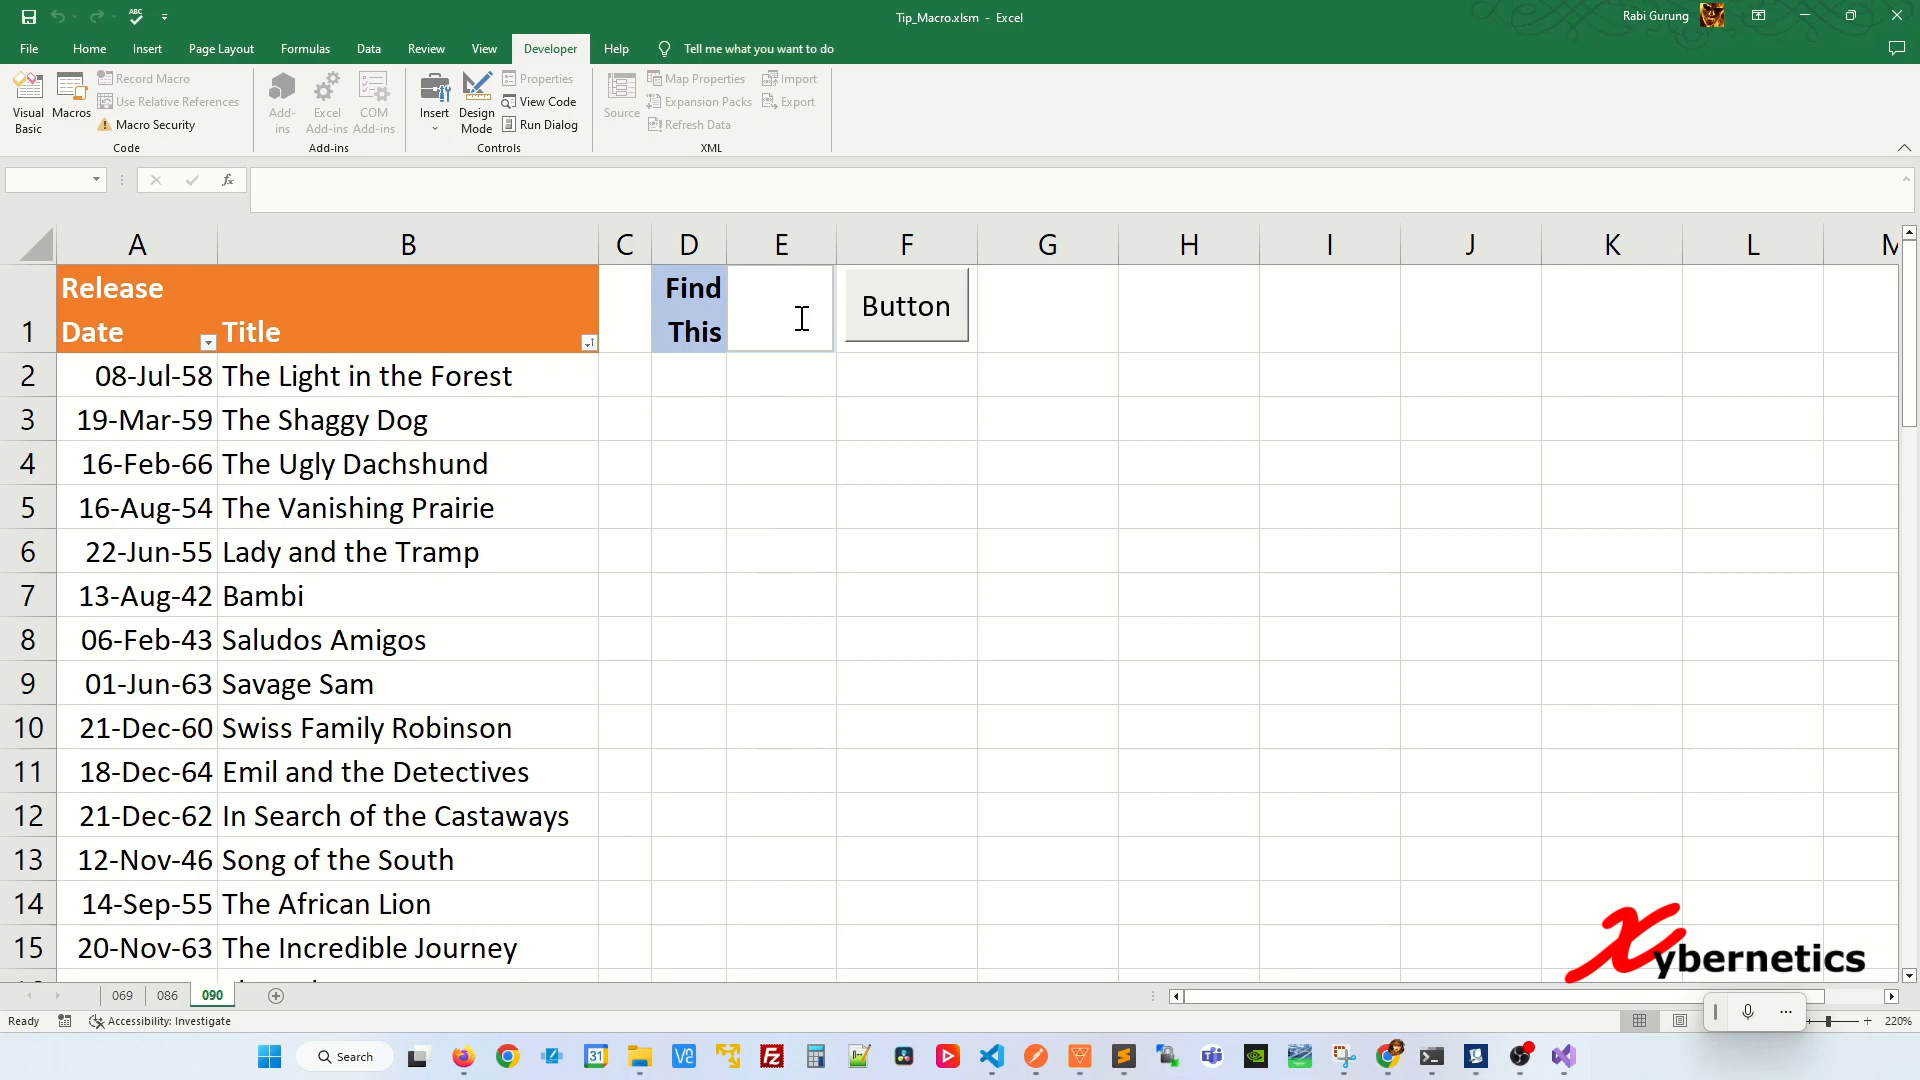 ABC
Tip_Macro.xlsm - Excel
Rabi Gurung
File Home Insert Page Layout Formulas Data Review View Developer Help Tell me what you want to do
Visual Basic
Macros
Record Macro
Use Relative References
Macro Security
Code
Add-ins
Excel Add-ins
COM Add-ins
Add-ins
Insert
Design Mode
Properties
View Code
Run Dialog
Controls
Source
Map Properties
Expansion Packs
Refresh Data
Import
Export
XML
fx
A B C D E F G H I J K L M
1 Release Date Title Find This Button
2 08-Jul-58 The Light in the Forest
3 19-Mar-59 The Shaggy Dog
4 16-Feb-66 The Ugly Dachshund
5 16-Aug-54 The Vanishing Prairie
6 22-Jun-55 Lady and the Tramp
7 13-Aug-42 Bambi
8 06-Feb-43 Saludos Amigos
9 01-Jun-63 Savage Sam
10 21-Dec-60 Swiss Family Robinson
11 18-Dec-64 Emil and the Detectives
12 21-Dec-62 In Search of the Castaways
13 12-Nov-46 Song of the South
14 14-Sep-55 The African Lion
15 20-Nov-63 The Incredible Journey
Xybernetics
069 086 090
Ready Accessibility: Investigate 220%
Search 31